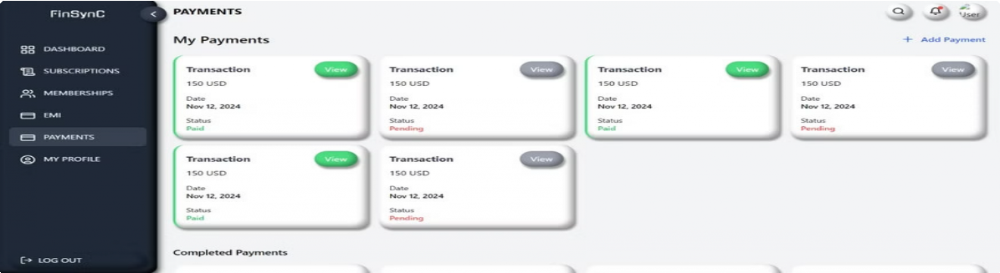 FinSynC
<
PAYMENTS
User
DASHBOARD
SUBSCRIPTIONS
MEMBERSHIPS
EMI
PAYMENTS
MY PROFILE
LOG OUT
My Payments
+ Add Payment
Transaction View
150 USD
Date
Nov 12, 2024
Status
Paid
Transaction View
150 USD
Date
Nov 12, 2024
Status
Pending
Transaction View
150 USD
Date
Nov 12, 2024
Status
Paid
Transaction View
150 USD
Date
Nov 12, 2024
Status
Pending
Transaction View
150 USD
Date
Nov 12, 2024
Status
Paid
Transaction View
150 USD
Date
Nov 12, 2024
Status
Pending
Completed Payments